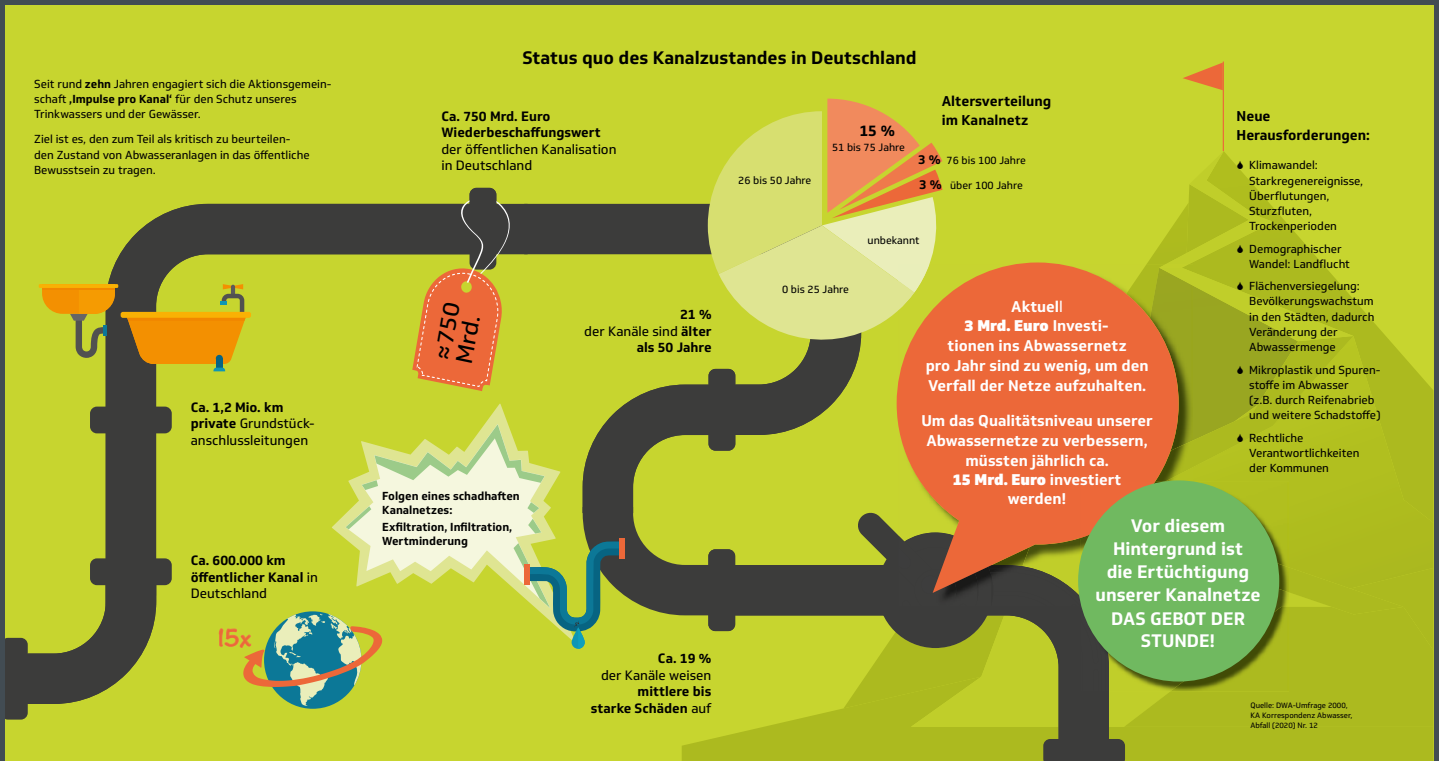 Status quo des Kanalzustandes in Deutschland
Seit rund zehn Jahren engagiert sich die Aktionsgemein-
schaft ‚Impulse pro Kanal‘ für den Schutz unseres
Trinkwassers und der Gewässer.
Ziel ist es, den zum Teil als kritisch zu beurteilen-
den Zustand von Abwasseranlagen in das öffentliche
Bewusstsein zu tragen.
Ca. 750 Mrd. Euro
Wiederbeschaffungswert
der öffentlichen Kanalisation
in Deutschland
≈ 750
Mrd.
Altersverteilung
im Kanalnetz
15 %
51 bis 75 Jahre
3 % 76 bis 100 Jahre
3 % über 100 Jahre
26 bis 50 Jahre
unbekannt
0 bis 25 Jahre
21 %
der Kanäle sind älter
als 50 Jahre
Ca. 1,2 Mio. km
private Grundstück-
anschlussleitungen
Folgen eines schadhaften
Kanalnetzes:
Exfiltration, Infiltration,
Wertminderung
Ca. 600.000 km
öffentlicher Kanal in
Deutschland
15x
Ca. 19 %
der Kanäle weisen
mittlere bis
starke Schäden auf
Aktuell
3 Mrd. Euro Investi-
tionen ins Abwassernetz
pro Jahr sind zu wenig, um den
Verfall der Netze aufzuhalten.
Um das Qualitätsniveau unserer
Abwassernetze zu verbessern,
müssten jährlich ca.
15 Mrd. Euro investiert
werden!
Vor diesem
Hintergrund ist
die Ertüchtigung
unserer Kanalnetze
DAS GEBOT DER
STUNDE!
Neue
Herausforderungen:
Klimawandel:
Starkregenereignisse,
Überflutungen,
Sturzfluten,
Trockenperioden
Demographischer
Wandel: Landflucht
Flächenversiegelung:
Bevölkerungswachstum
in den Städten, dadurch
Veränderung der
Abwassermenge
Mikroplastik und Spuren-
stoffe im Abwasser
(z.B. durch Reifenabrieb
und weitere Schadstoffe)
Rechtliche
Verantwortlichkeiten
der Kommunen
Quelle: DWA-Umfrage 2000,
KA Korrespondenz Abwasser,
Abfall (2020) Nr. 12